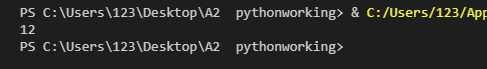 PS C:\Users\123\Desktop\A2  pythonworking> & C:/Users/123/App
12
PS C:\Users\123\Desktop\A2  pythonworking>